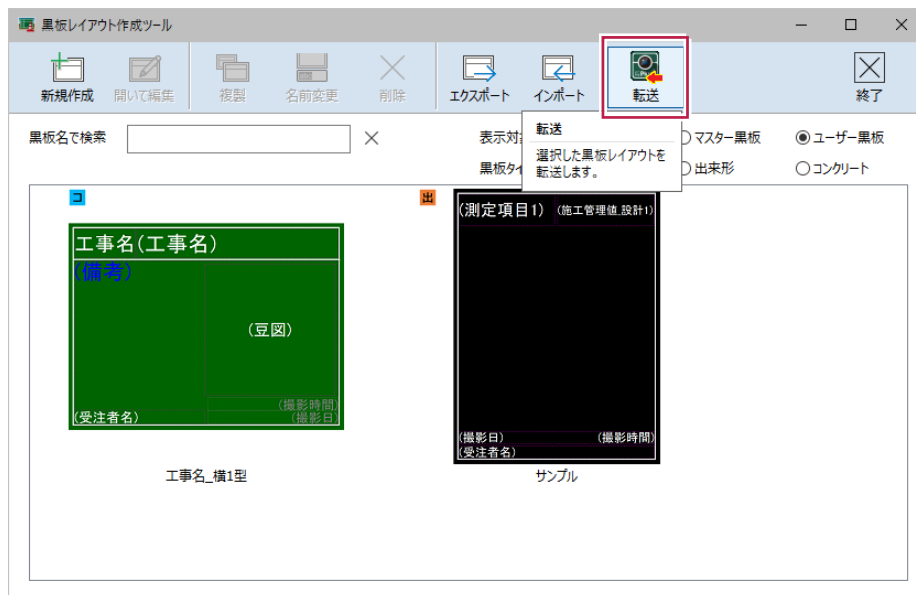 黒板レイアウト作成ツール
新規作成 開いて編集 複製 名前変更 削除 エクスポート インポート 転送 終了
黒板名で検索 表示対 マスター黒板 ユーザー黒板
転送
選択した黒板レイアウトを
転送します。
黒板タイ 出来形 コンクリート
コ
工事名(工事名)
(備考)
(豆図)
(撮影時間)
(受注者名) (撮影日)
工事名_横1型
出
(測定項目1) (施工管理値_設計1)
(撮影日) (撮影時間)
(受注者名)
サンプル